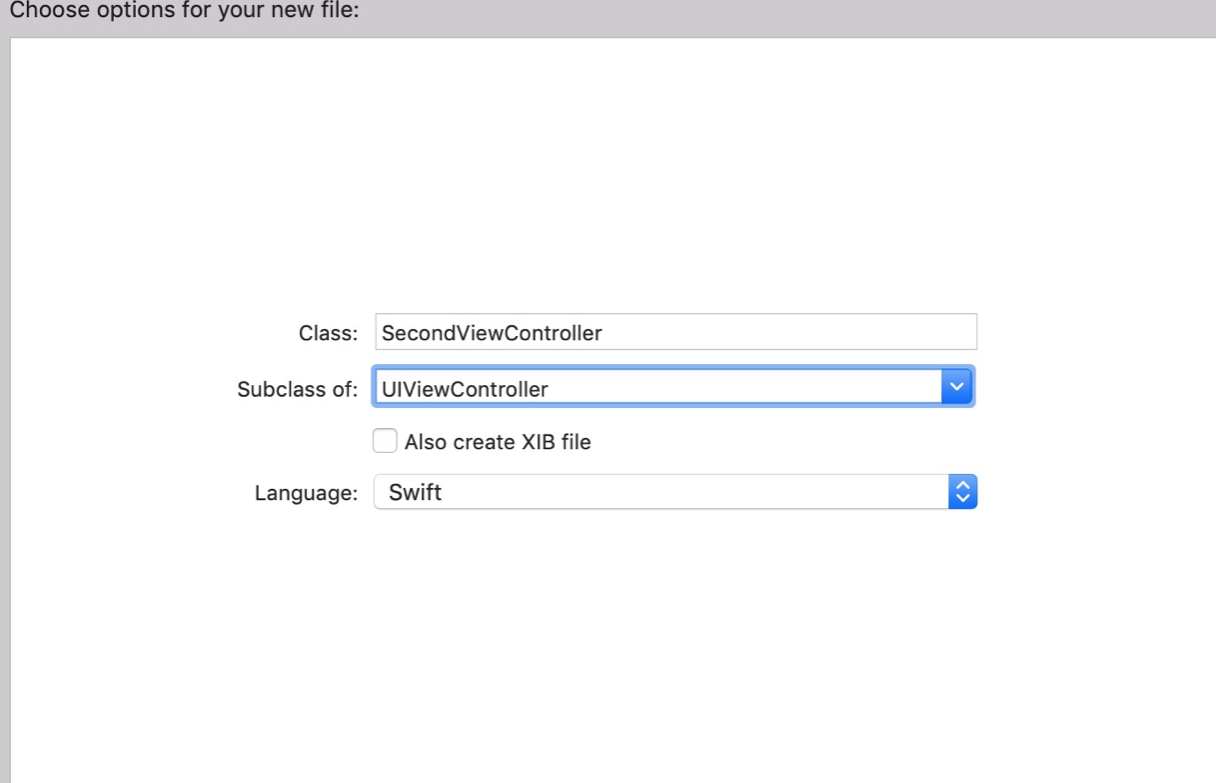 Choose options for your new file:
Class: SecondViewController
Subclass of: UIViewController
Also create XIB file
Language: Swift